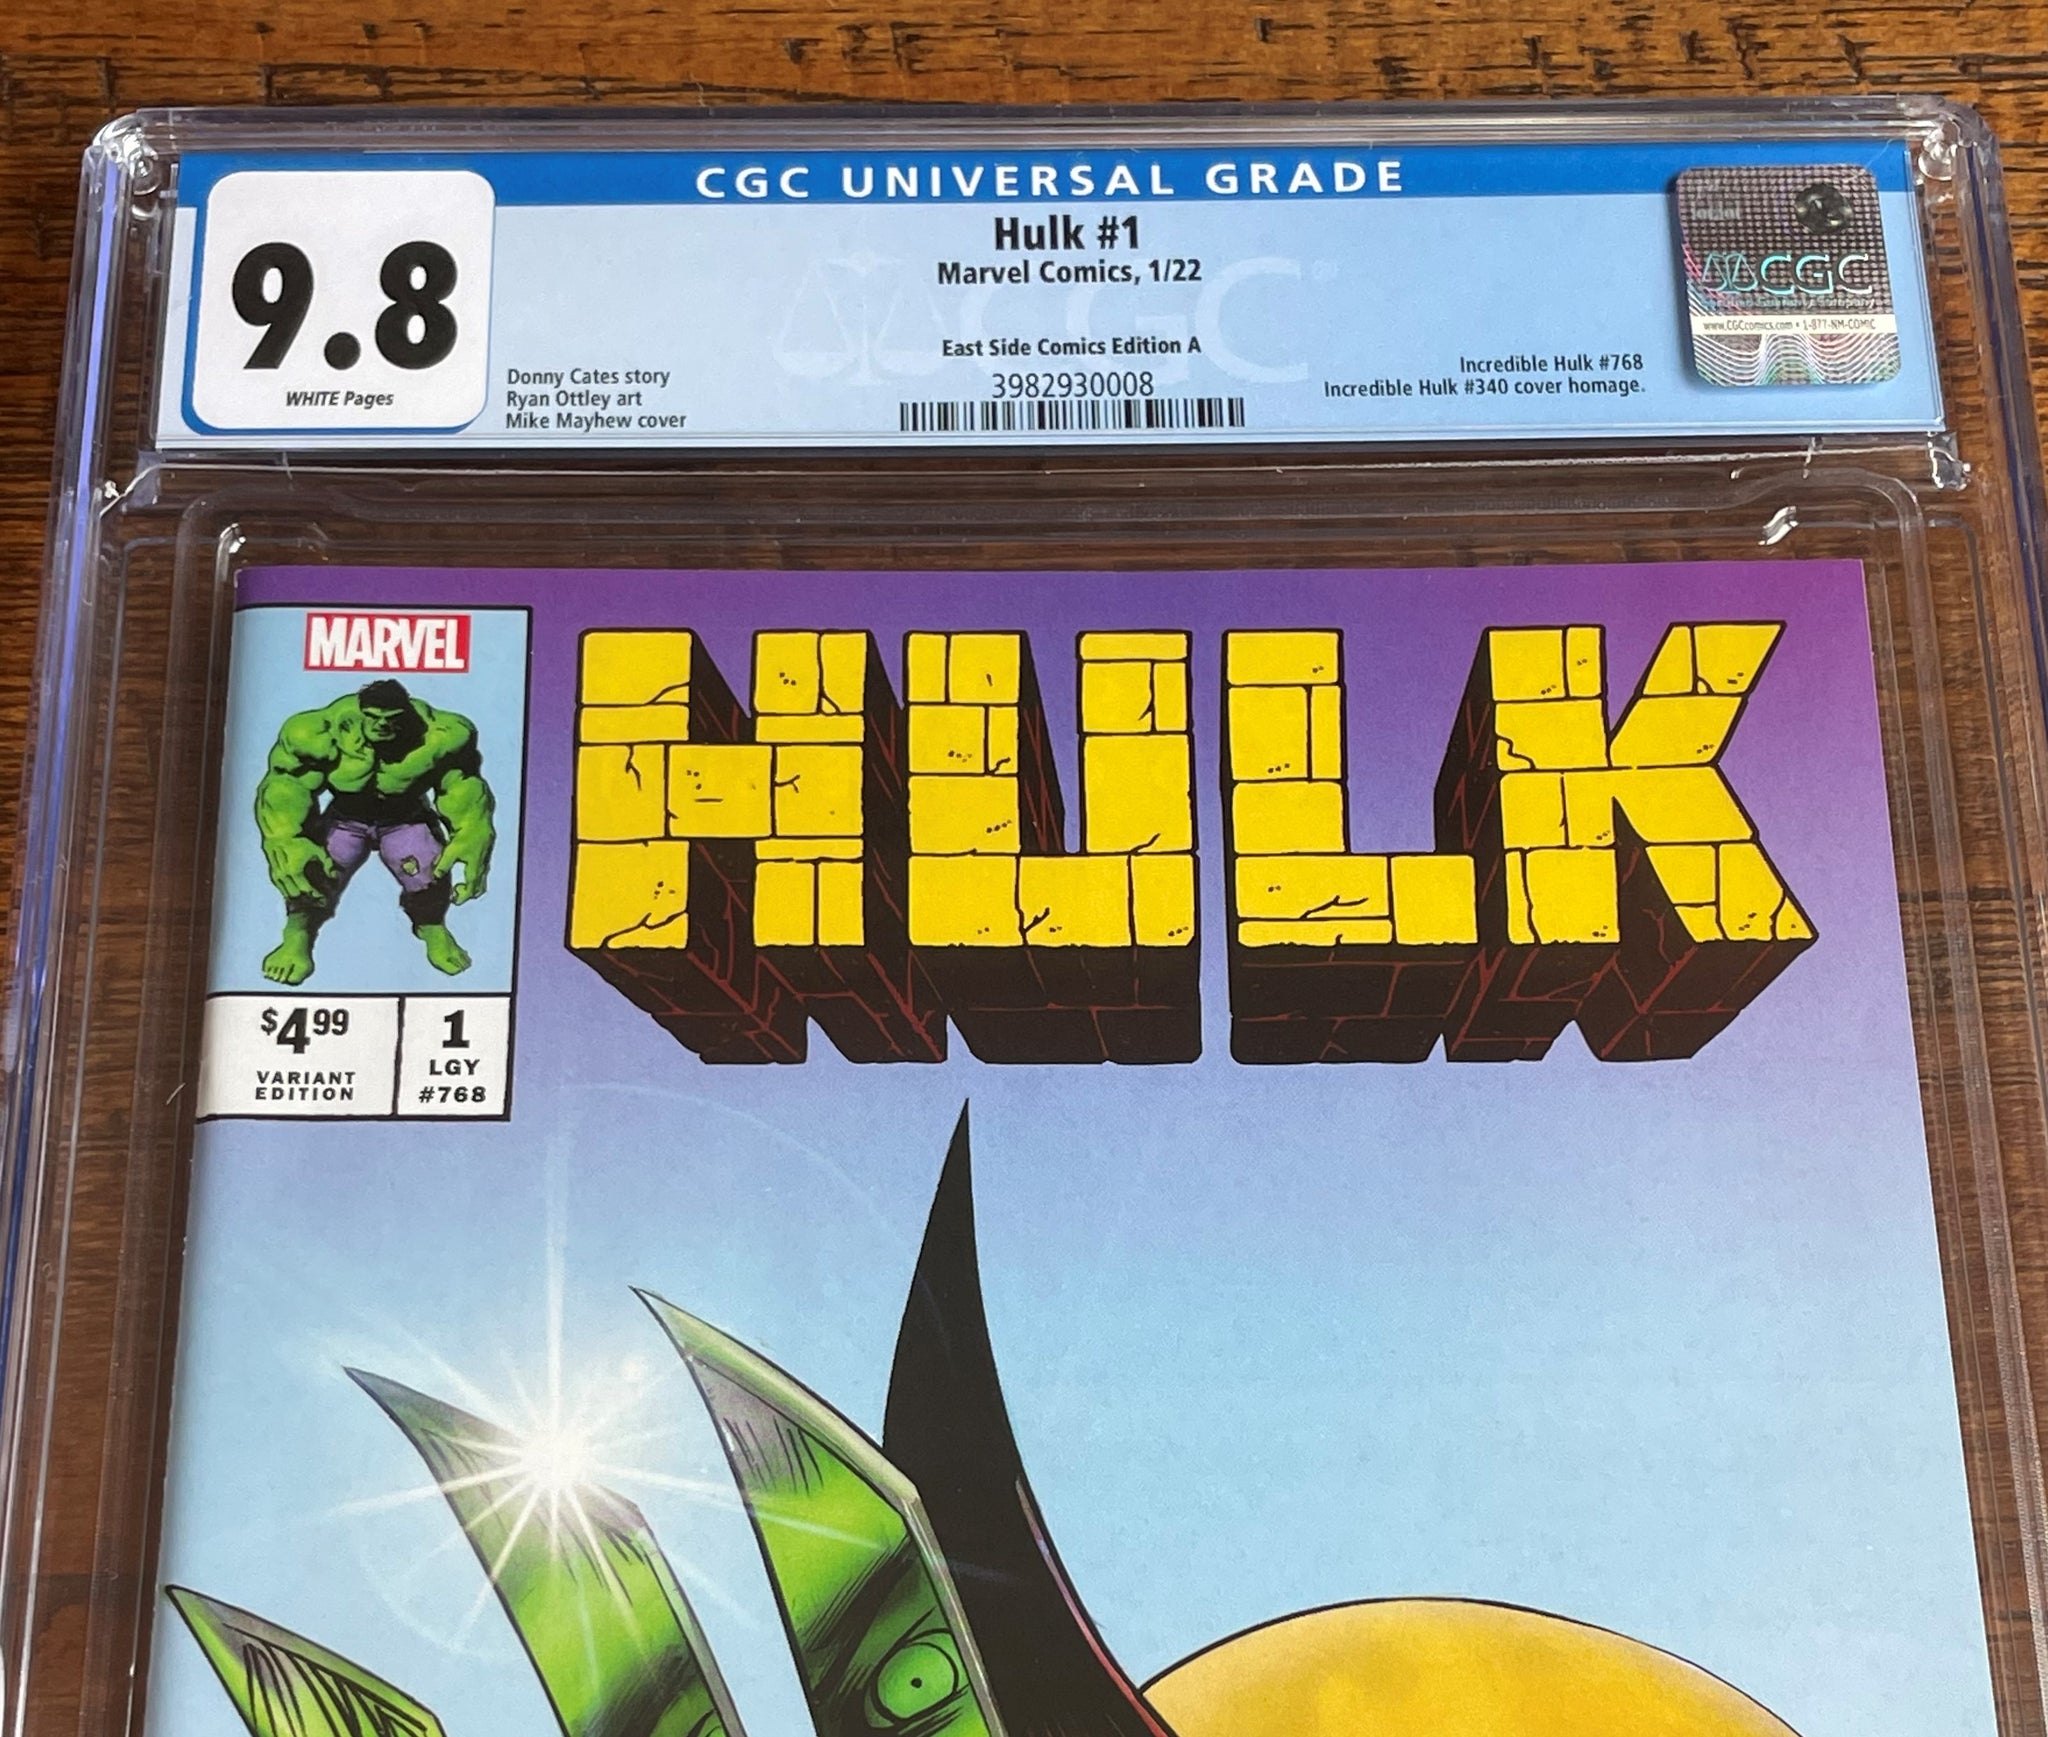 CGC UNIVERSAL GRADE
9.8
WHITE Pages
Hulk #1
Marvel Comics, 1/22
East Side Comics Edition A
3982930008
Donny Cates story
Ryan Ottley art
Mike Mayhew cover
Incredible Hulk #768
Incredible Hulk #340 cover homage.
CGC
www.CGCcomics.com • 1-877-NM-COMIC
CGC
MARVEL
HULK
$4.99
VARIANT
EDITION
1
LGY
#768